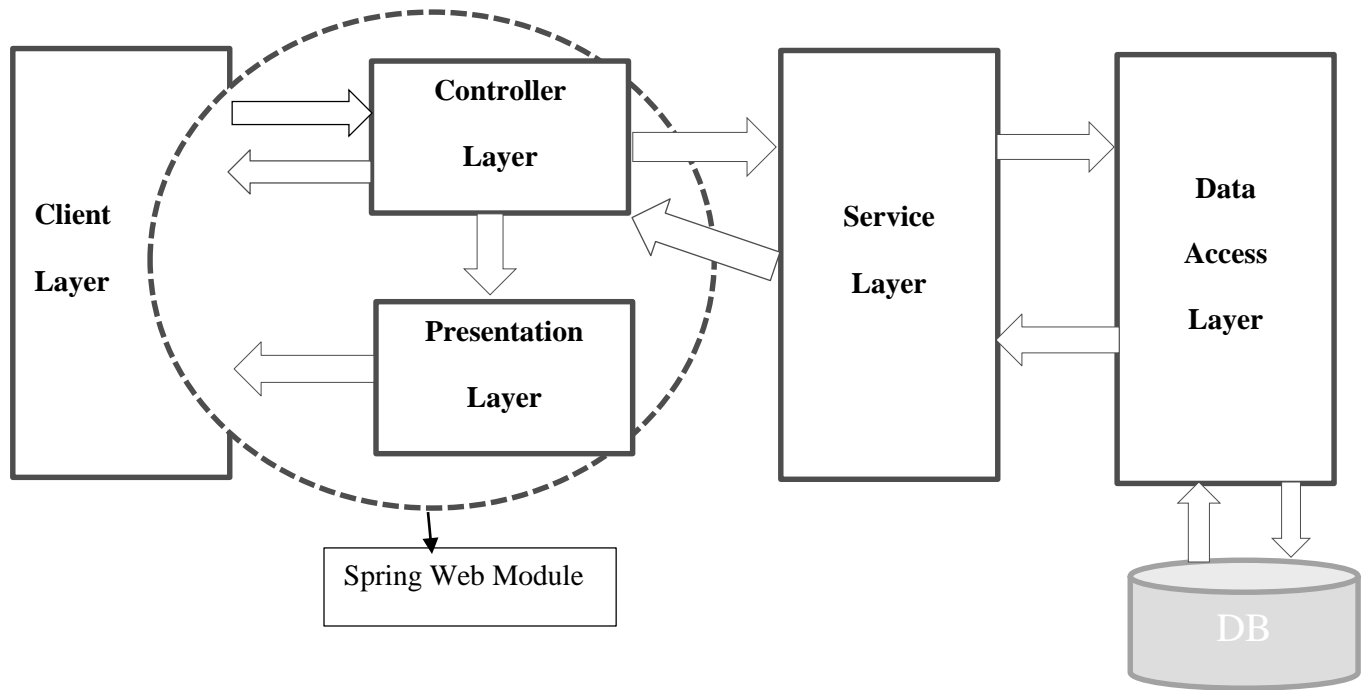 Client
Layer
Controller
Layer
Presentation
Layer
Spring Web Module
Service
Layer
Data
Access
Layer
DB